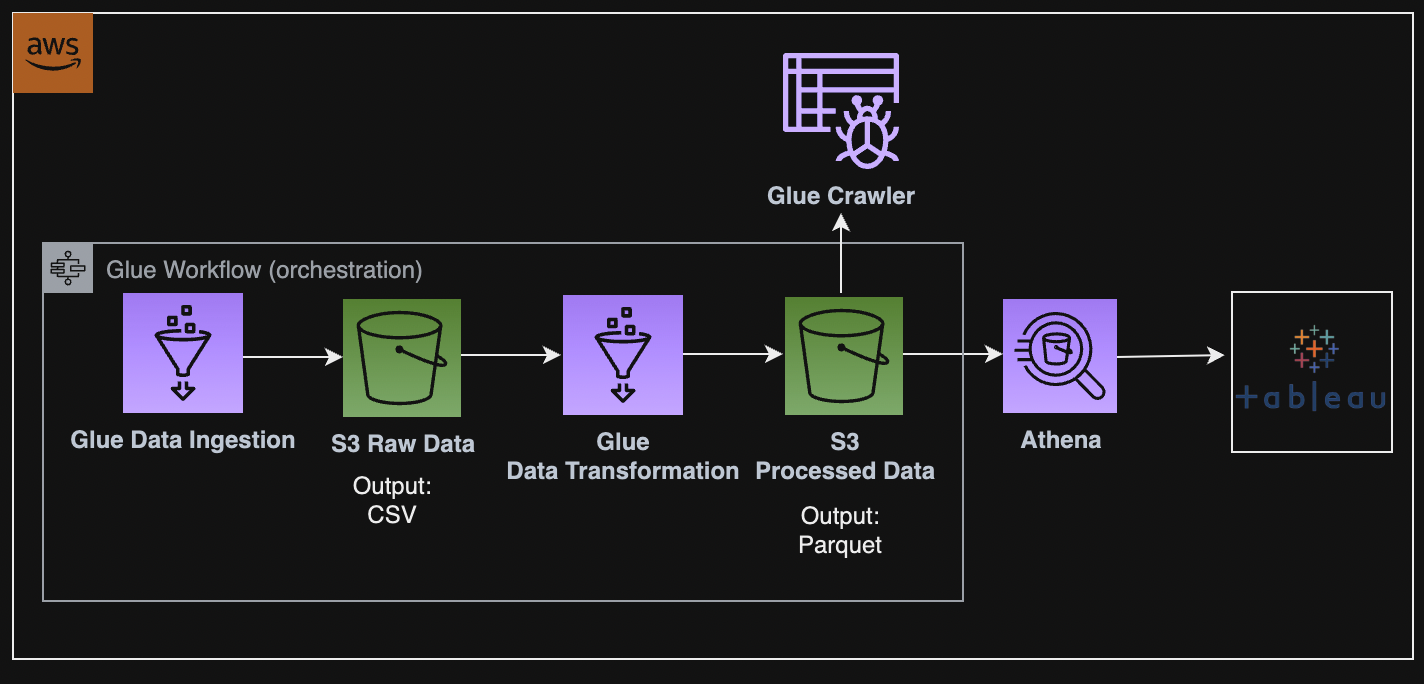 aws
Glue Crawler
Glue Workflow (orchestration)
Glue Data Ingestion
S3 Raw Data
Output:
CSV
Glue
Data Transformation
S3
Processed Data
Output:
Parquet
Athena
+ableau